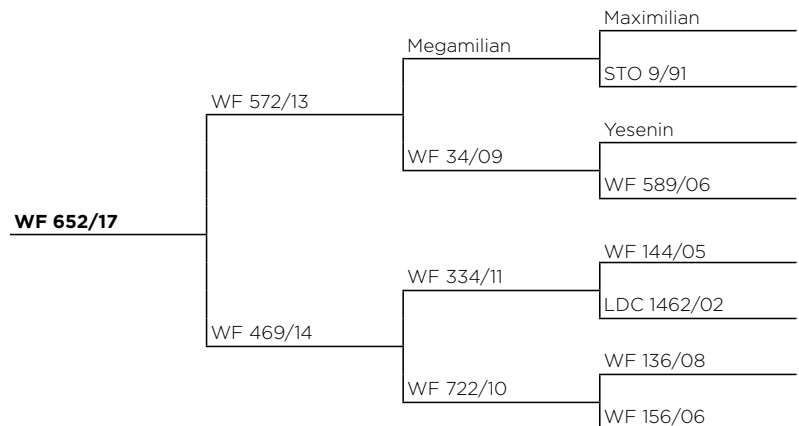 Maximilian
Megamilian
STO 9/91
WF 572/13
Yesenin
WF 34/09
WF 589/06
WF 652/17
WF 144/05
WF 334/11
LDC 1462/02
WF 469/14
WF 136/08
WF 722/10
WF 156/06